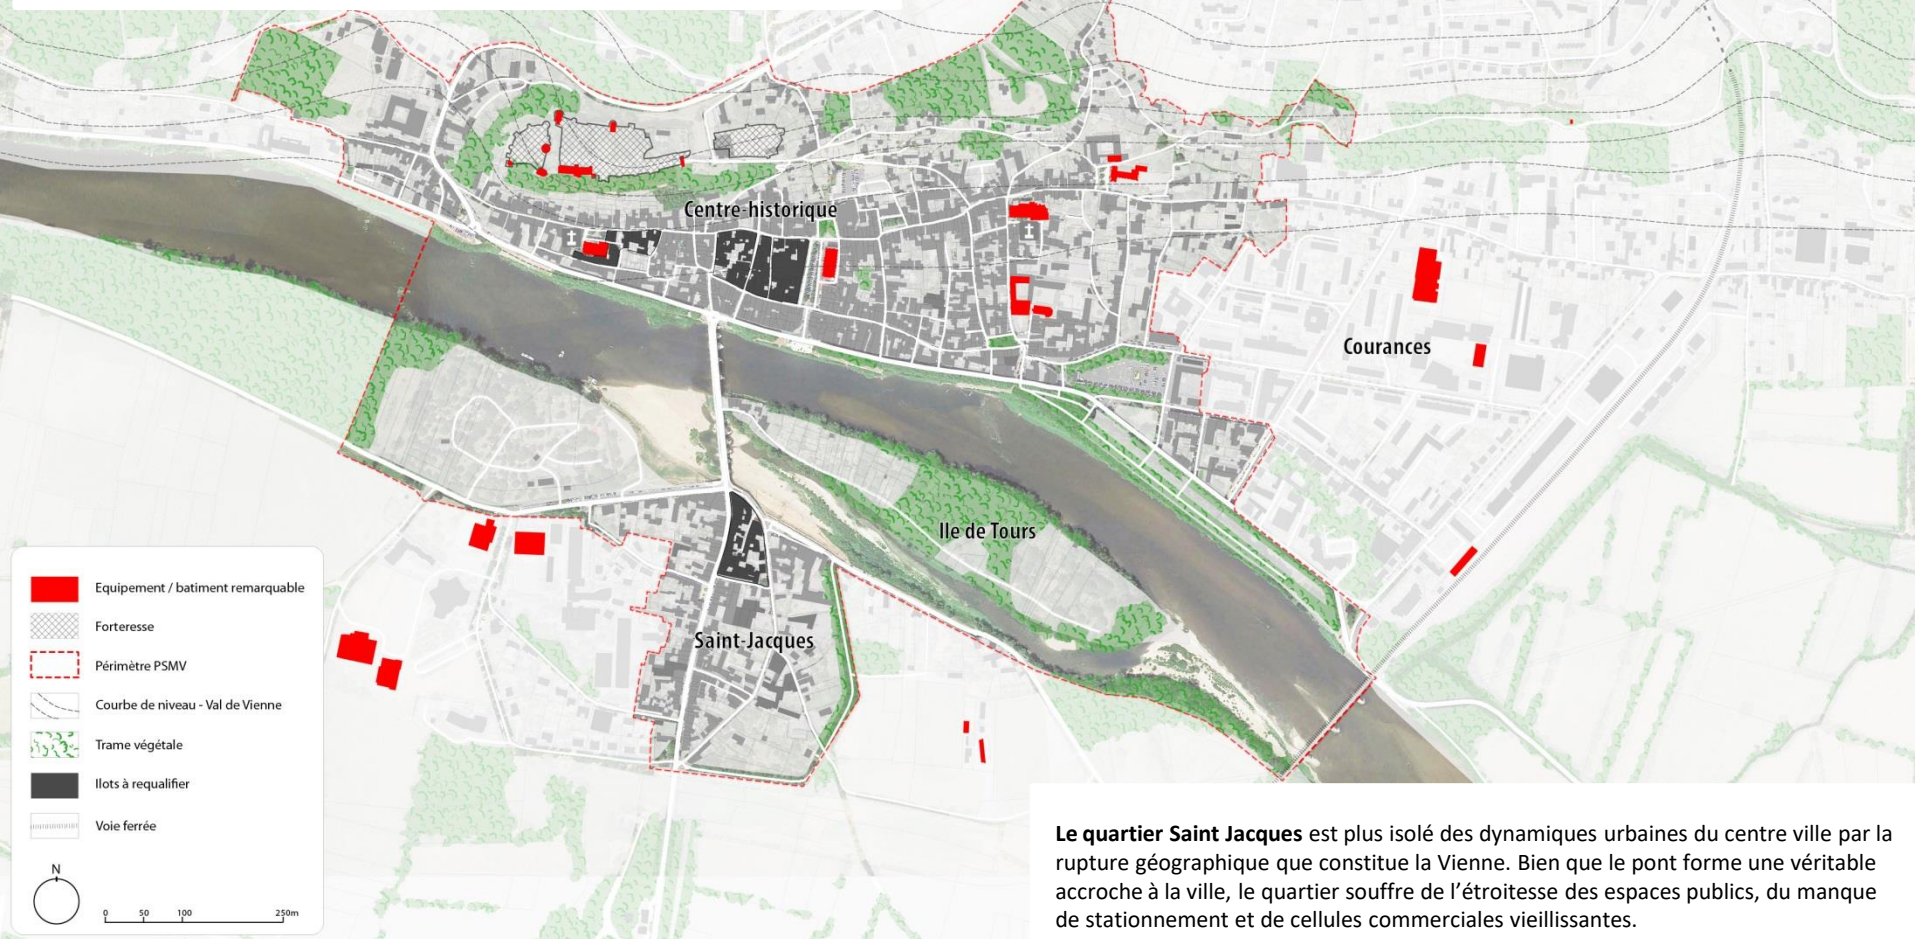 Centre-historique
Courances
Ile de Tours
Saint-Jacques
Equipement / batiment remarquable
Forteresse
Périmètre PSMV
Courbe de niveau - Val de Vienne
Trame végétale
Ilots à requalifier
Voie ferrée
N
0 50 100 250m
Le quartier Saint Jacques est plus isolé des dynamiques urbaines du centre ville par la
rupture géographique que constitue la Vienne. Bien que le pont forme une véritable
accroche à la ville, le quartier souffre de l’étroitesse des espaces publics, du manque
de stationnement et de cellules commerciales vieillissantes.